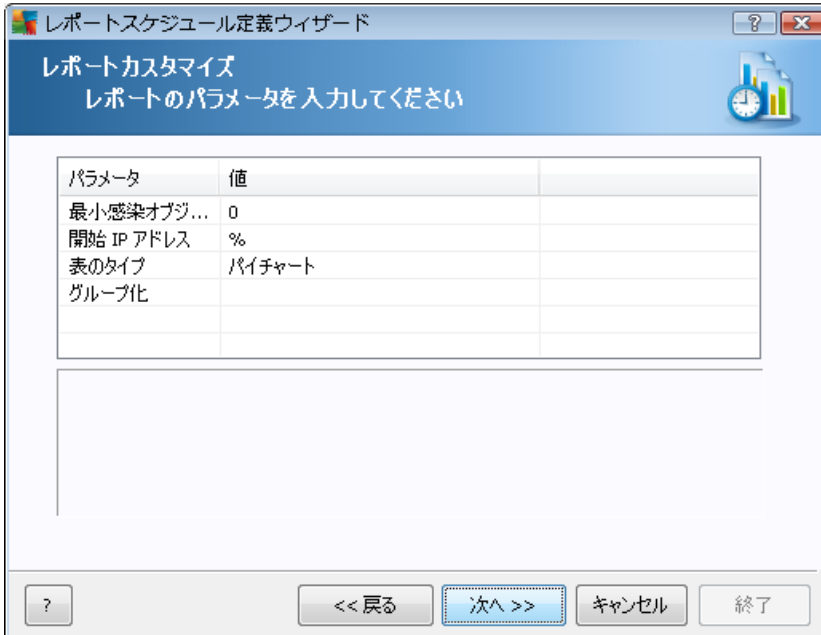 レポートスケジュール定義ウィザード
レポートカスタマイズ
レポートのパラメータを入力してください
パラメータ 値
最小感染オブジ... 0
開始 IP アドレス %
表のタイプ パイチャート
グループ化
? << 戻る 次へ >> キャンセル 終了